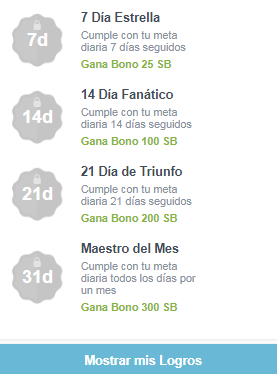 7d
7 Día Estrella
Cumple con tu meta
diaria 7 días seguidos
Gana Bono 25 SB
14d
14 Día Fanático
Cumple con tu meta
diaria 14 días seguidos
Gana Bono 100 SB
21d
21 Día de Triunfo
Cumple con tu meta
diaria 21 días seguidos
Gana Bono 200 SB
31d
Maestro del Mes
Cumple con tu meta
diaria todos los días por
un mes
Gana Bono 300 SB
Mostrar mis Logros